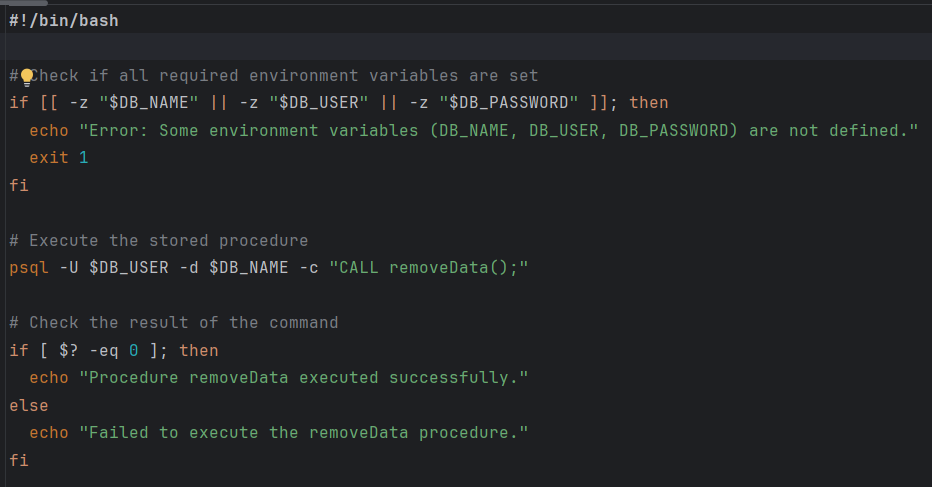 #!/bin/bash
# Check if all required environment variables are set
if [[ -z "$DB_NAME" || -z "$DB_USER" || -z "$DB_PASSWORD" ]]; then
  echo "Error: Some environment variables (DB_NAME, DB_USER, DB_PASSWORD) are not defined."
  exit 1
fi
# Execute the stored procedure
psql -U $DB_USER -d $DB_NAME -c "CALL removeData();"
# Check the result of the command
if [ $? -eq 0 ]; then
  echo "Procedure removeData executed successfully."
else
  echo "Failed to execute the removeData procedure."
fi